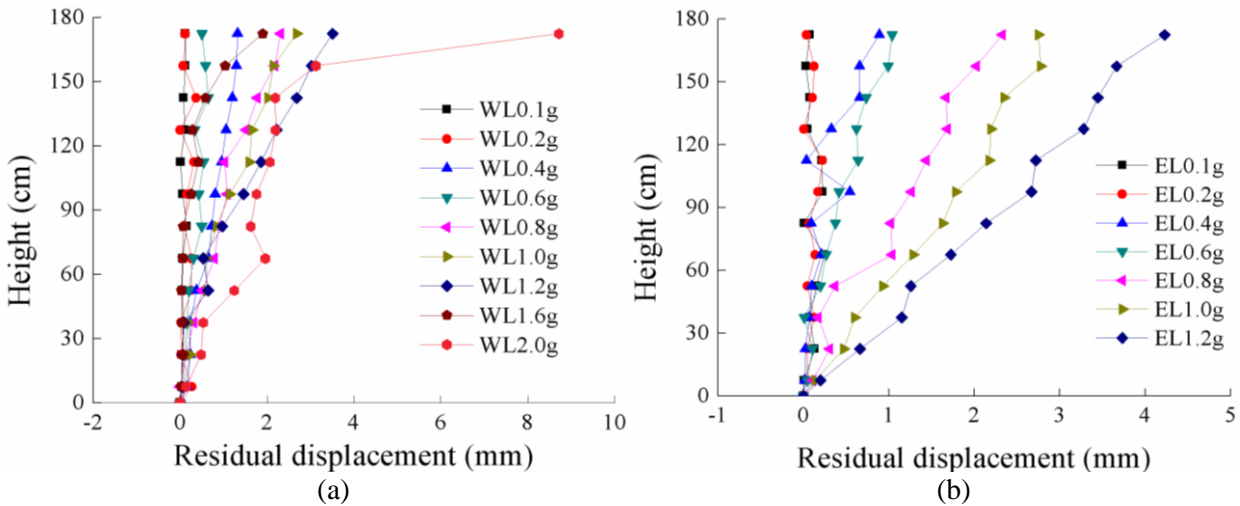 180
150
120
90
60
30
0
Height (cm)
-2
0
2
4
6
8
10
Residual displacement (mm)
WL0.1g
WL0.2g
WL0.4g
WL0.6g
WL0.8g
WL1.0g
WL1.2g
WL1.6g
WL2.0g
(a)
180
150
120
90
60
30
0
Height (cm)
-1
0
1
2
3
4
5
Residual displacement (mm)
EL0.1g
EL0.2g
EL0.4g
EL0.6g
EL0.8g
EL1.0g
EL1.2g
(b)